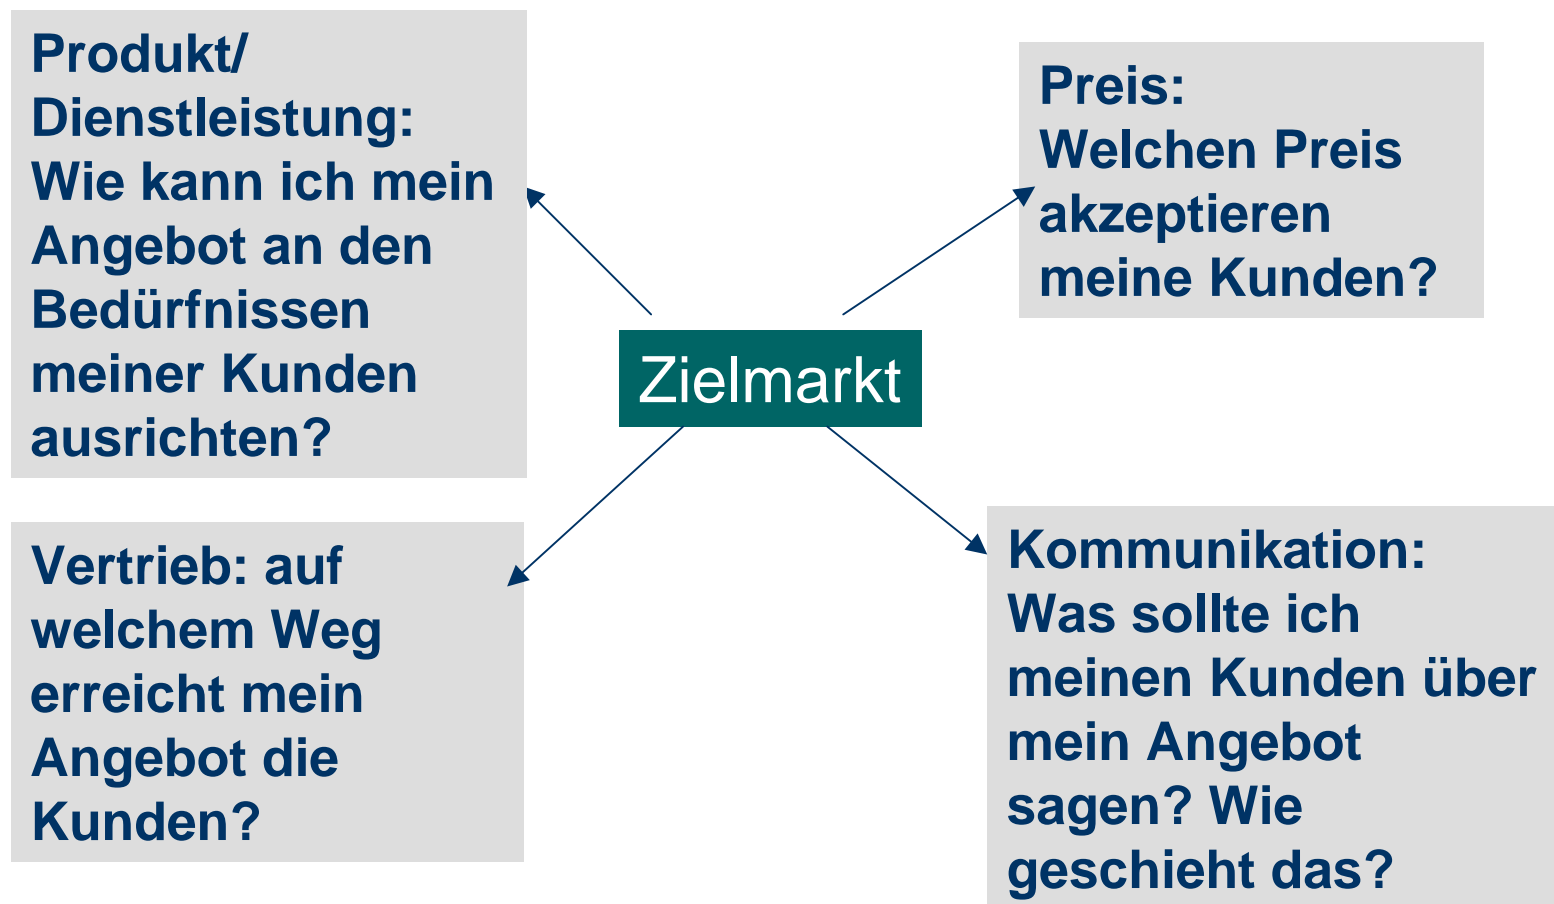 Produkt/
Dienstleistung:
Wie kann ich mein
Angebot an den
Bedürfnissen
meiner Kunden
ausrichten?
Preis:
Welchen Preis
akzeptieren
meine Kunden?
Zielmarkt
Vertrieb: auf
welchem Weg
erreicht mein
Angebot die
Kunden?
Kommunikation:
Was sollte ich
meinen Kunden über
mein Angebot
sagen? Wie
geschieht das?